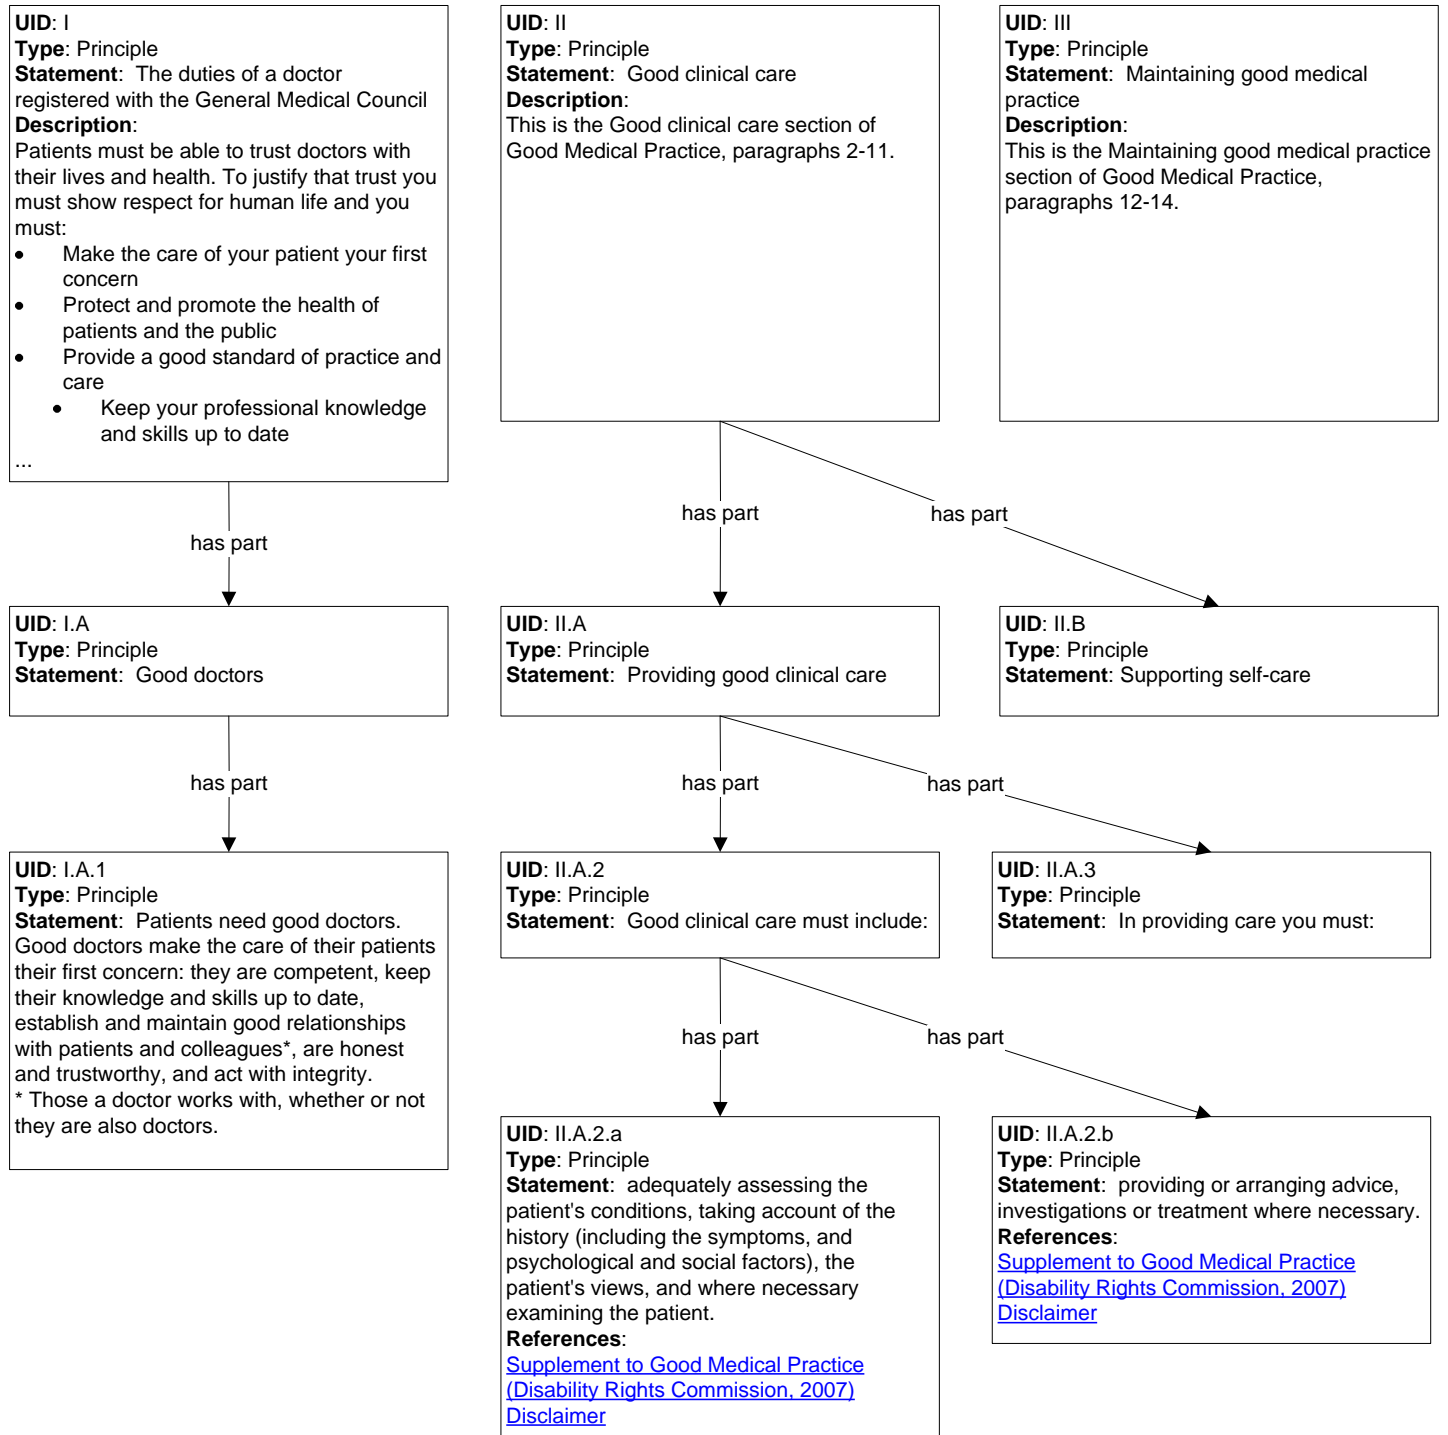 UID: I
Type: Principle
Statement:  The duties of a doctor
registered with the General Medical Council
Description:
Patients must be able to trust doctors with
their lives and health. To justify that trust you
must show respect for human life and you
must:
• Make the care of your patient your first
concern
• Protect and promote the health of
patients and the public
• Provide a good standard of practice and
care
• Keep your professional knowledge
and skills up to date
...
UID: II
Type: Principle
Statement:  Good clinical care
Description:
This is the Good clinical care section of
Good Medical Practice, paragraphs 2-11.
UID: III
Type: Principle
Statement:  Maintaining good medical
practice
Description:
This is the Maintaining good medical practice
section of Good Medical Practice,
paragraphs 12-14.
has part
has part
has part
UID: I.A
Type: Principle
Statement:  Good doctors
UID: II.A
Type: Principle
Statement:  Providing good clinical care
UID: II.B
Type: Principle
Statement: Supporting self-care
has part
has part
has part
UID: I.A.1
Type: Principle
Statement:  Patients need good doctors.
Good doctors make the care of their patients
their first concern: they are competent, keep
their knowledge and skills up to date,
establish and maintain good relationships
with patients and colleagues*, are honest
and trustworthy, and act with integrity.
* Those a doctor works with, whether or not
they are also doctors.
UID: II.A.2
Type: Principle
Statement:  Good clinical care must include:
UID: II.A.3
Type: Principle
Statement:  In providing care you must:
has part
has part
UID: II.A.2.a
Type: Principle
Statement:  adequately assessing the
patient's conditions, taking account of the
history (including the symptoms, and
psychological and social factors), the
patient's views, and where necessary
examining the patient.
References:
Supplement to Good Medical Practice
(Disability Rights Commission, 2007)
Disclaimer
UID: II.A.2.b
Type: Principle
Statement:  providing or arranging advice,
investigations or treatment where necessary.
References:
Supplement to Good Medical Practice
(Disability Rights Commission, 2007)
Disclaimer